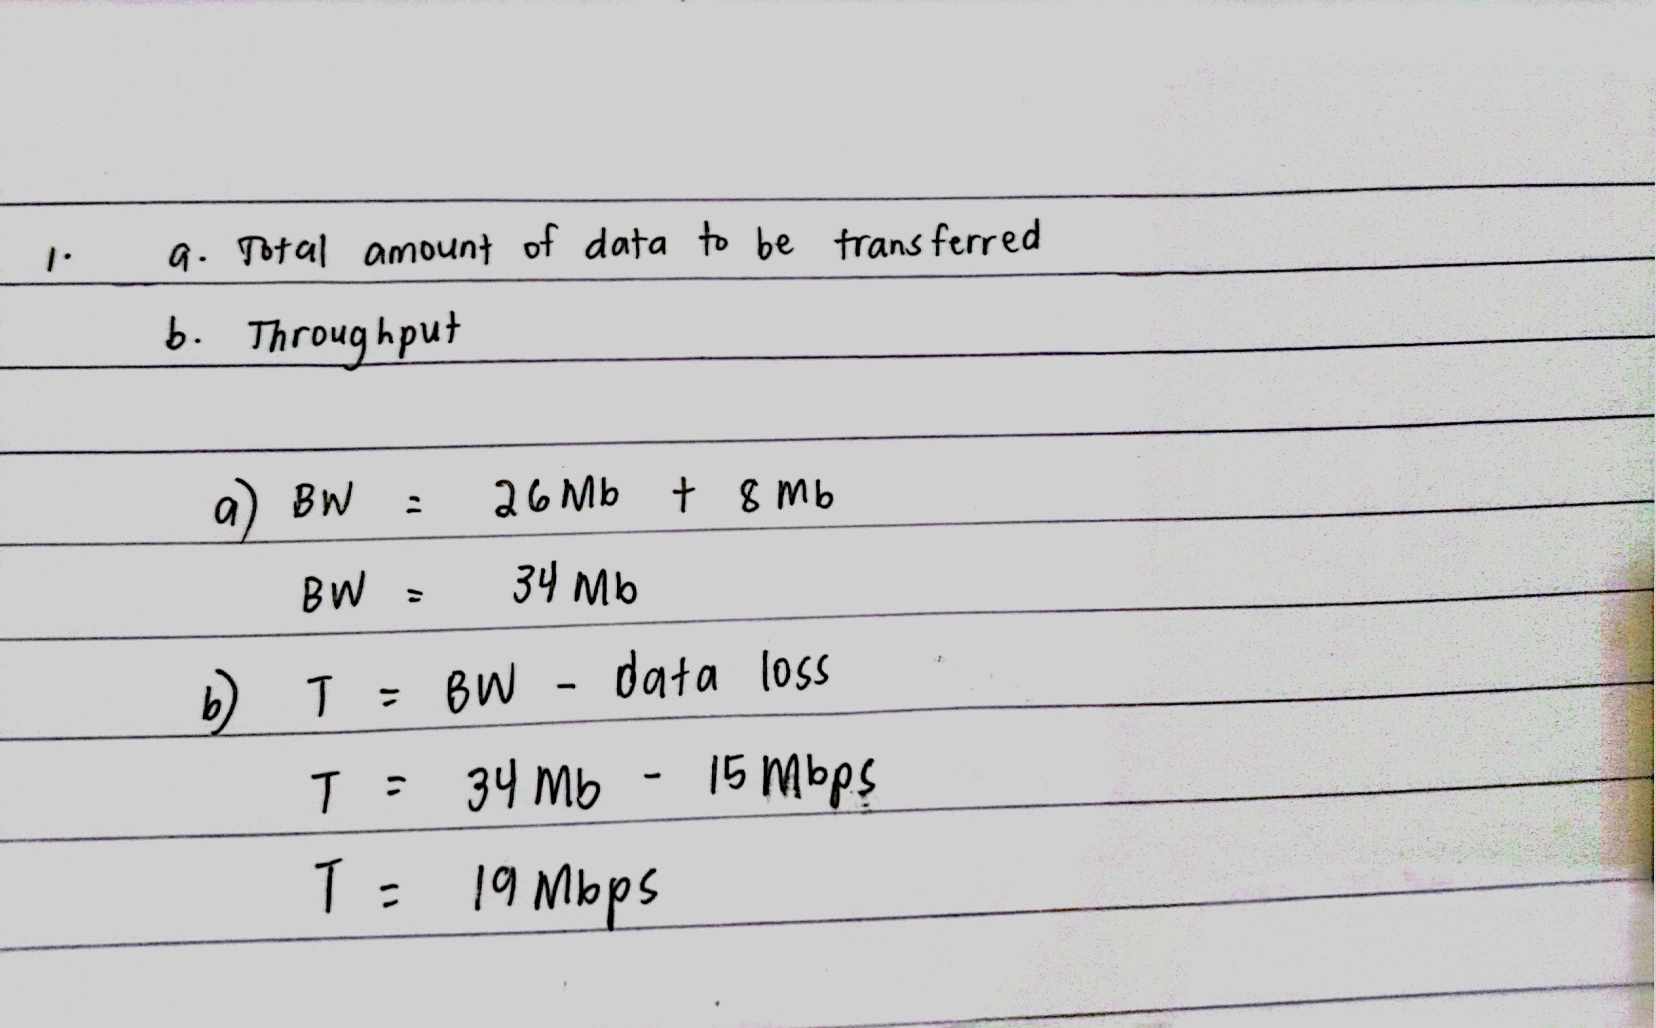 1. a. Total amount of data to be transferred
b. Throughput
a) BW = 26 Mb + 8 Mb
BW = 34 Mb
b) T = BW - data loss
T = 34 Mb - 15 Mbps
T = 19 Mbps